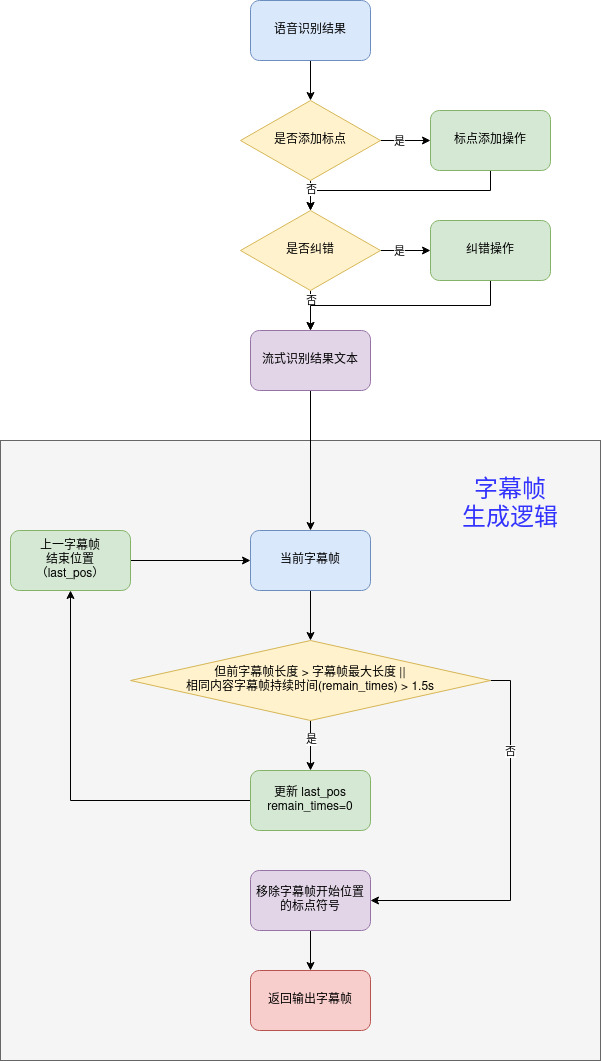 语音识别结果
是否添加标点
是
标点添加操作
否
是否纠错
是
纠错操作
否
流式识别结果文本
字幕帧
生成逻辑
上一字幕帧
结束位置
（last_pos）
当前字幕帧
但前字幕帧长度 > 字幕帧最大长度 ||
相同内容字幕帧持续时间(remain_times) > 1.5s
是
否
更新 last_pos
remain_times=0
移除字幕帧开始位置
的标点符号
返回输出字幕帧